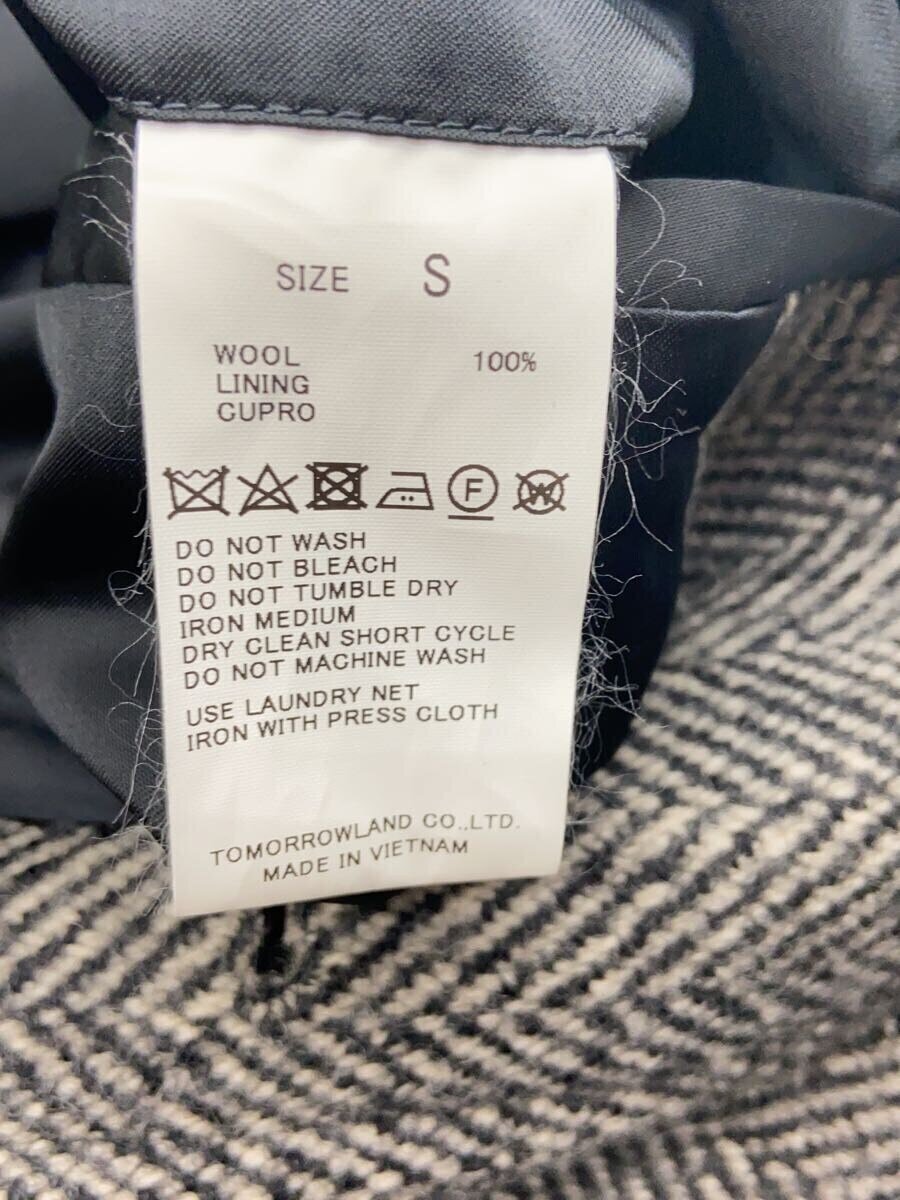 SIZE S
WOOL 100%
LINING
CUPRO
F W
DO NOT WASH
DO NOT BLEACH
DO NOT TUMBLE DRY
IRON MEDIUM
DRY CLEAN SHORT CYCLE
DO NOT MACHINE WASH
USE LAUNDRY NET
IRON WITH PRESS CLOTH
TOMORROWLAND CO.,LTD.
MADE IN VIETNAM